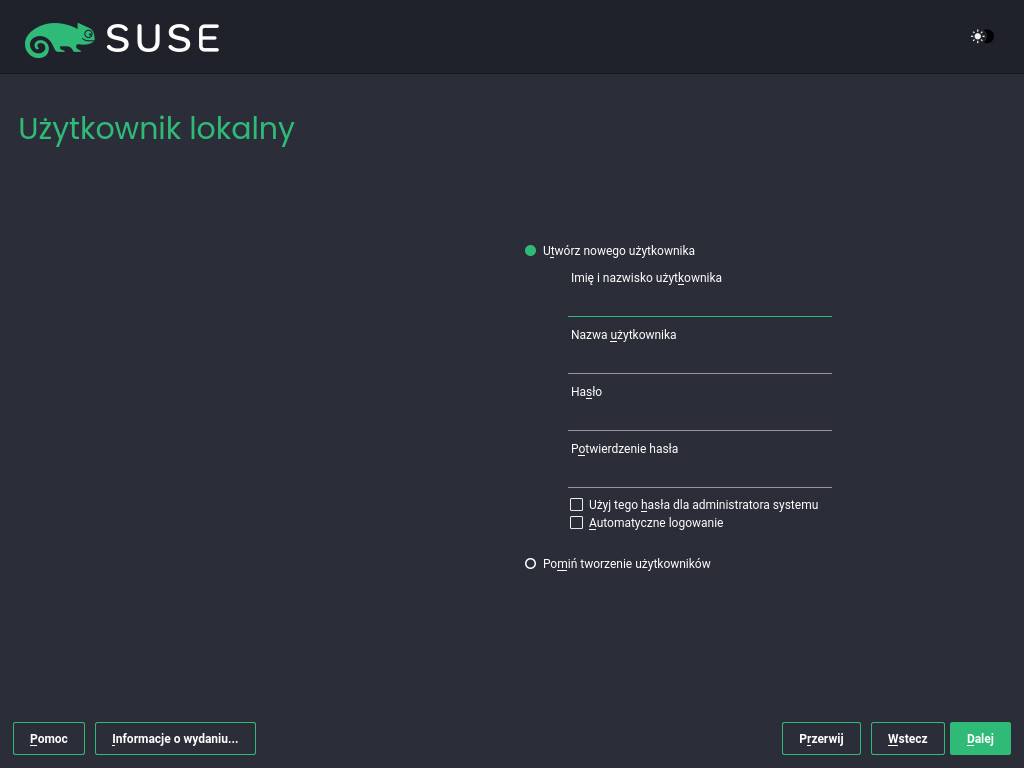 SUSE
Użytkownik lokalny
Utwórz nowego użytkownika
Imię i nazwisko użytkownika
Nazwa użytkownika
Hasło
Potwierdzenie hasła
Użyj tego hasła dla administratora systemu
Automatyczne logowanie
Pomiń tworzenie użytkowników
Pomoc Informacje o wydaniu... Przerwij Wstecz Dalej